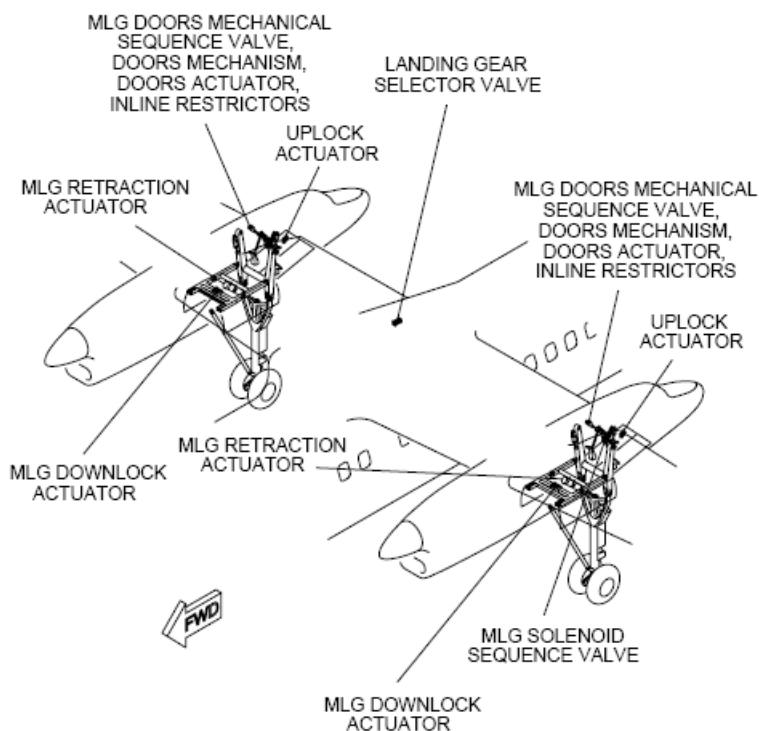 MLG DOORS MECHANICAL
SEQUENCE VALVE,
DOORS MECHANISM,
DOORS ACTUATOR,
INLINE RESTRICTORS
LANDING GEAR
SELECTOR VALVE
UPLOCK
ACTUATOR
MLG RETRACTION
ACTUATOR
MLG DOORS MECHANICAL
SEQUENCE VALVE,
DOORS MECHANISM,
DOORS ACTUATOR,
INLINE RESTRICTORS
UPLOCK
ACTUATOR
MLG RETRACTION
ACTUATOR
MLG DOWNLOCK
ACTUATOR
FWD
MLG SOLENOID
SEQUENCE VALVE
MLG DOWNLOCK
ACTUATOR